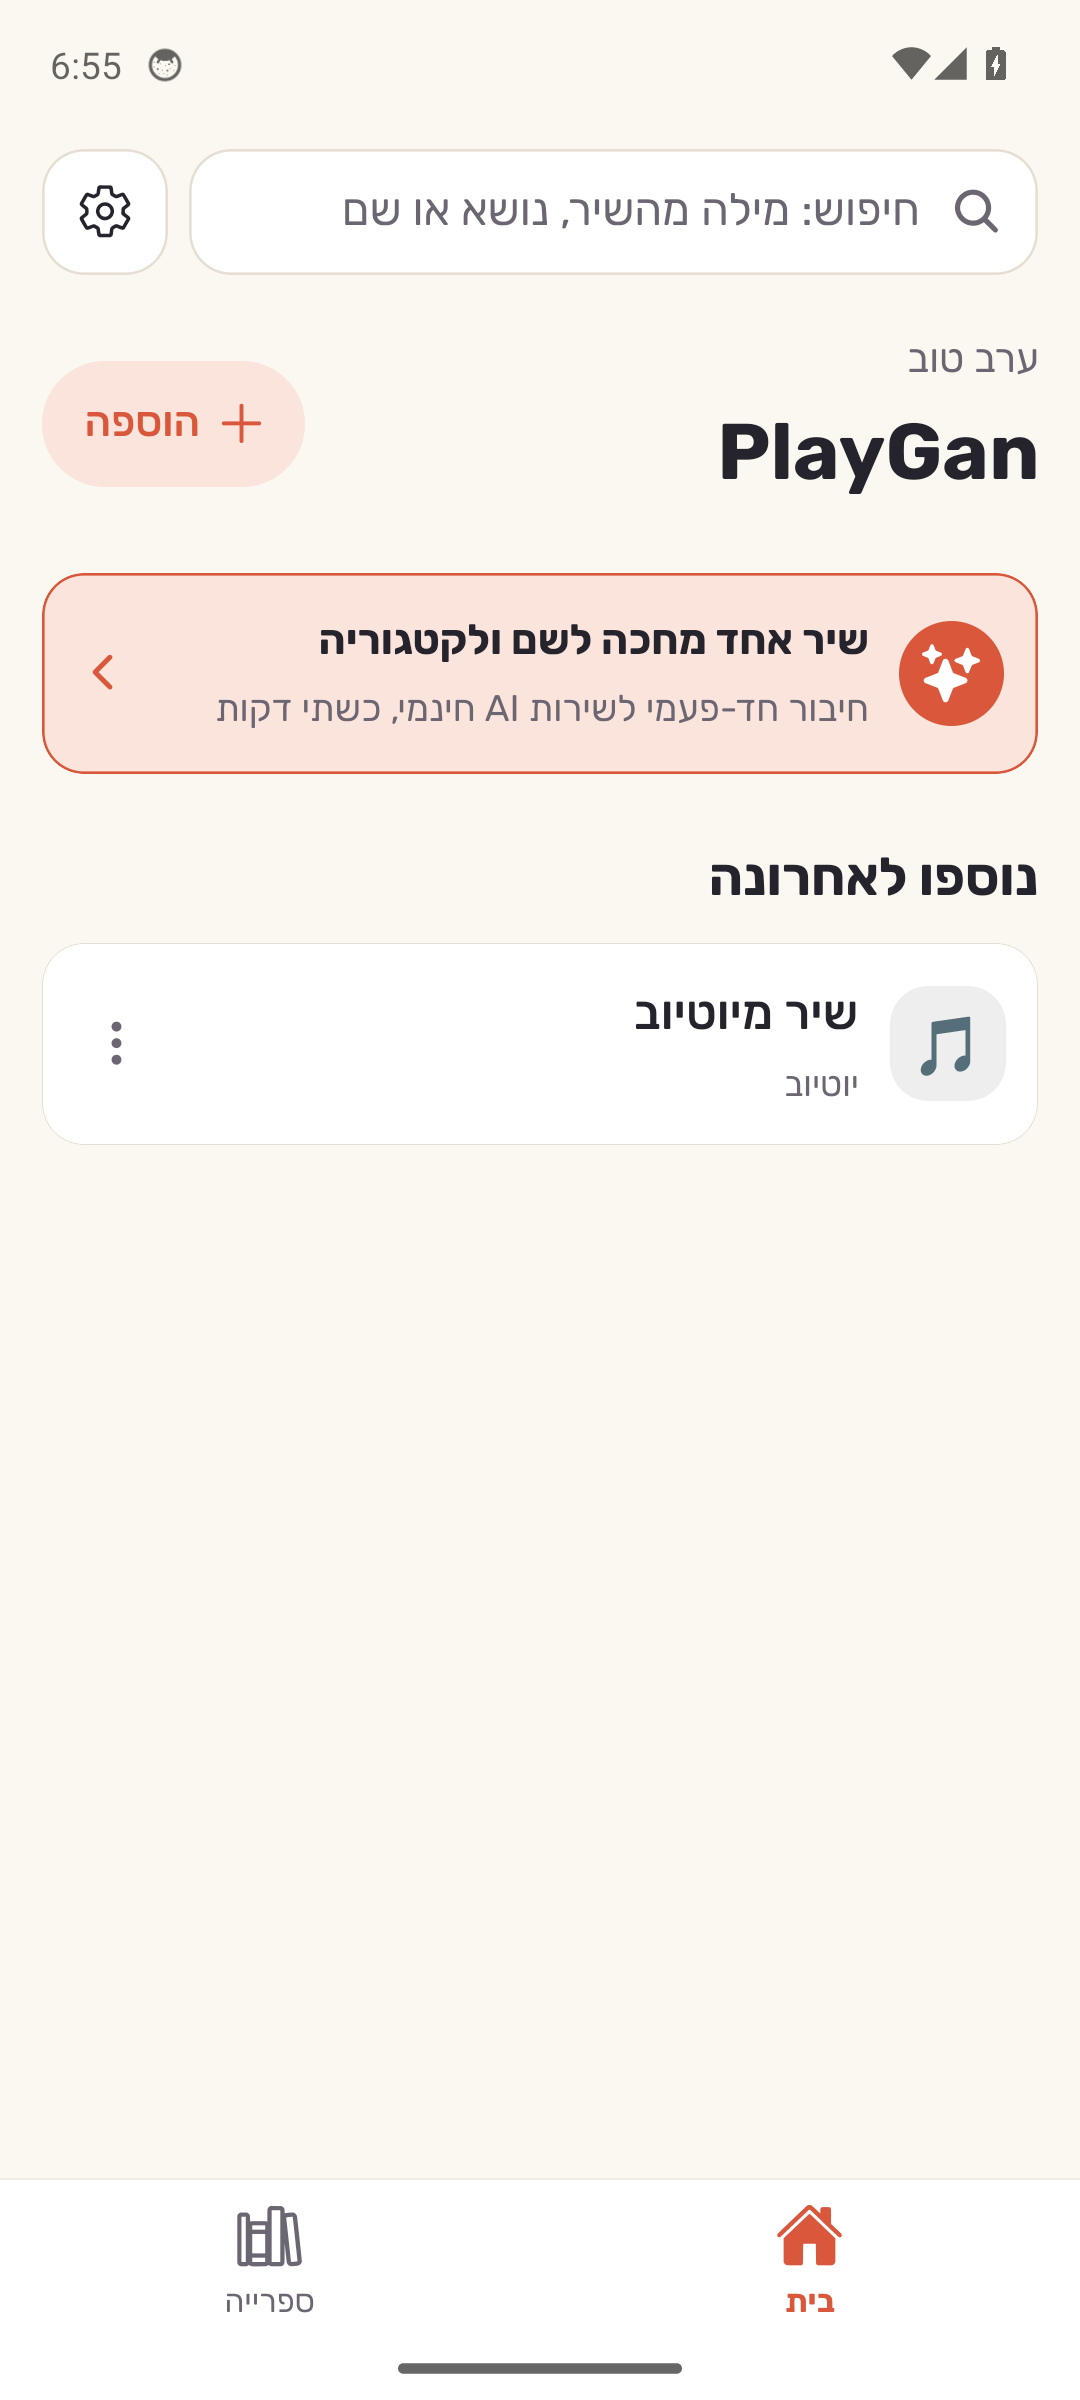 6:55
חיפוש: מילה מהשיר, נושא או שם
ערב טוב
PlayGan
הוספה
שיר אחד מחכה לשם ולקטגוריה
חיבור חד-פעמי לשירות AI חינמי, כשתי דקות
נוספו לאחרונה
שיר מיוטיוב
יוטיוב
בית
ספרייה